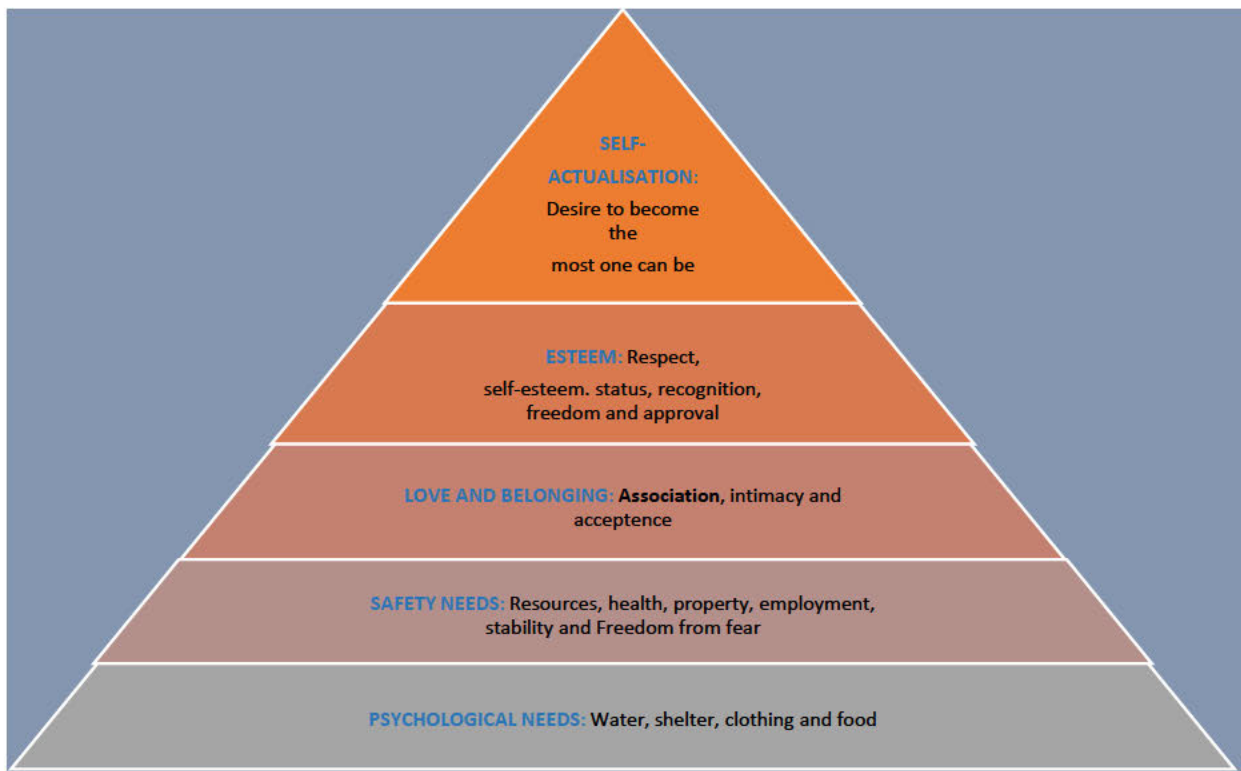 SELF-
ACTUALISATION:
Desire to become
the
most one can be
ESTEEM: Respect,
self-esteem. status, recognition,
freedom and approval
LOVE AND BELONGING: Association, intimacy and
acceptence
SAFETY NEEDS: Resources, health, property, employment,
stability and Freedom from fear
PSYCHOLOGICAL NEEDS: Water, shelter, clothing and food